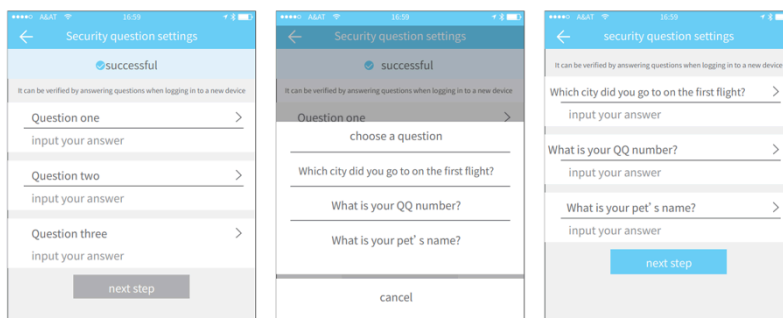 ●●●●○ A&AT 16:59
Security question settings
successful
It can be verified by answering questions when logging in to a new device
Question one
input your answer
Question two
input your answer
Question three
input your answer
next step
●●●●○ A&AT 16:59
Security question settings
successful
It can be verified by answering questions when logging in to a new device
Question one
choose a question
Which city did you go to on the first flight?
What is your QQ number?
What is your pet's name?
cancel
●●●●○ A&AT 16:59
security question settings
It can be verified by answering questions when logging in to a new device
Which city did you go to on the first flight?
input your answer
What is your QQ number?
input your answer
What is your pet's name?
input your answer
next step